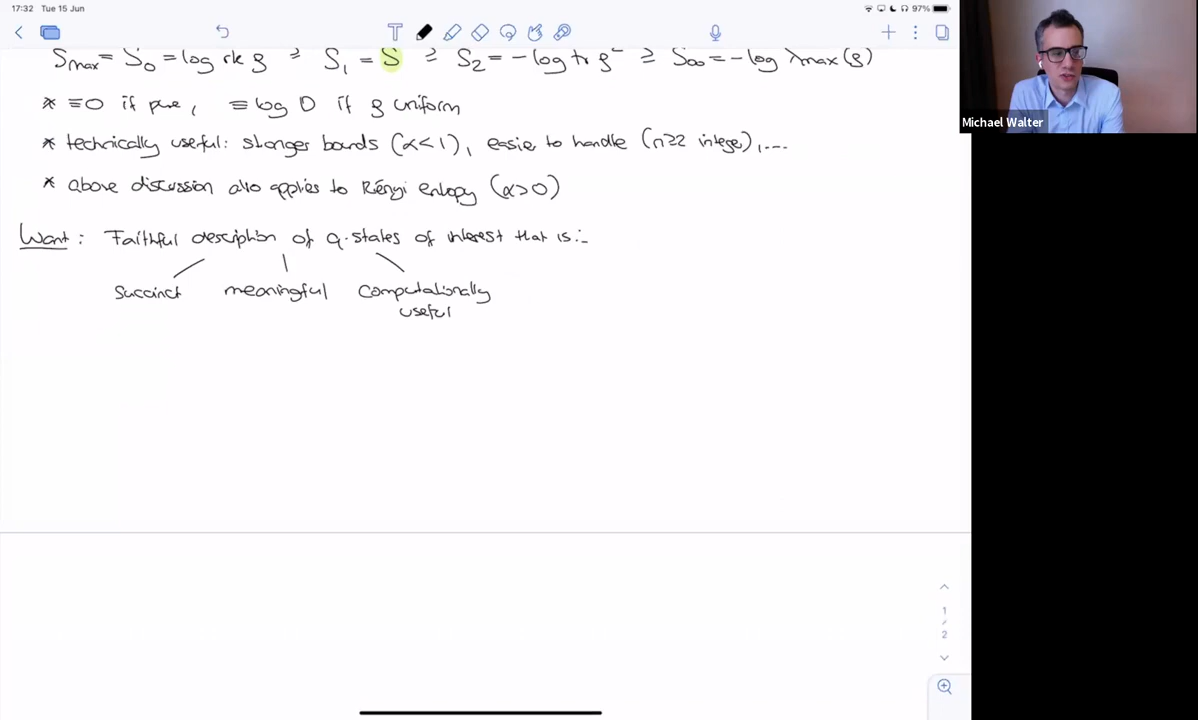 17:32 Tue 15 Jun 97%
Smax = S0 = log rk ρ ≥ S1 = S ≥ S2 = -log tr ρ² ≥ S∞ = -log λmax(ρ)
* ≡0 if pure, ≡ log D if ρ uniform
* technically useful: stronger bounds (α<1), easier to handle (n≥2 integer),...
* above discussion also applies to Rényi entropy (α>0)
Want: Faithful description of q. states of interest that is:
succinct meaningful computationally
useful
Michael Walter
1
/
2